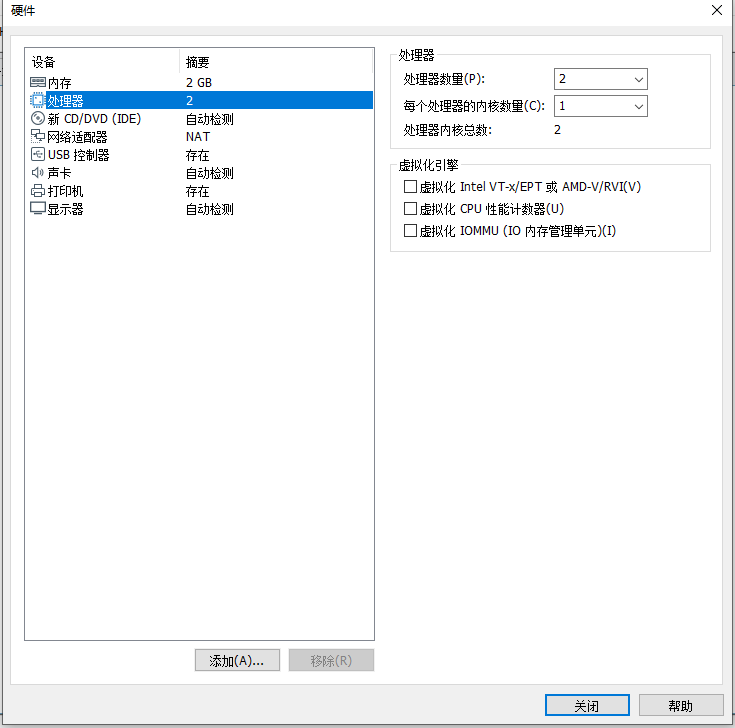 硬件
设备 摘要
内存 2 GB
处理器 2
新 CD/DVD (IDE) 自动检测
网络适配器 NAT
USB 控制器 存在
声卡 自动检测
打印机 存在
显示器 自动检测
添加(A)... 移除(R)
处理器
处理器数量(P): 2
每个处理器的内核数量(C): 1
处理器内核总数: 2
虚拟化引擎
虚拟化 Intel VT-x/EPT 或 AMD-V/RVI(V)
虚拟化 CPU 性能计数器(U)
虚拟化 IOMMU (IO 内存管理单元)(I)
关闭 帮助